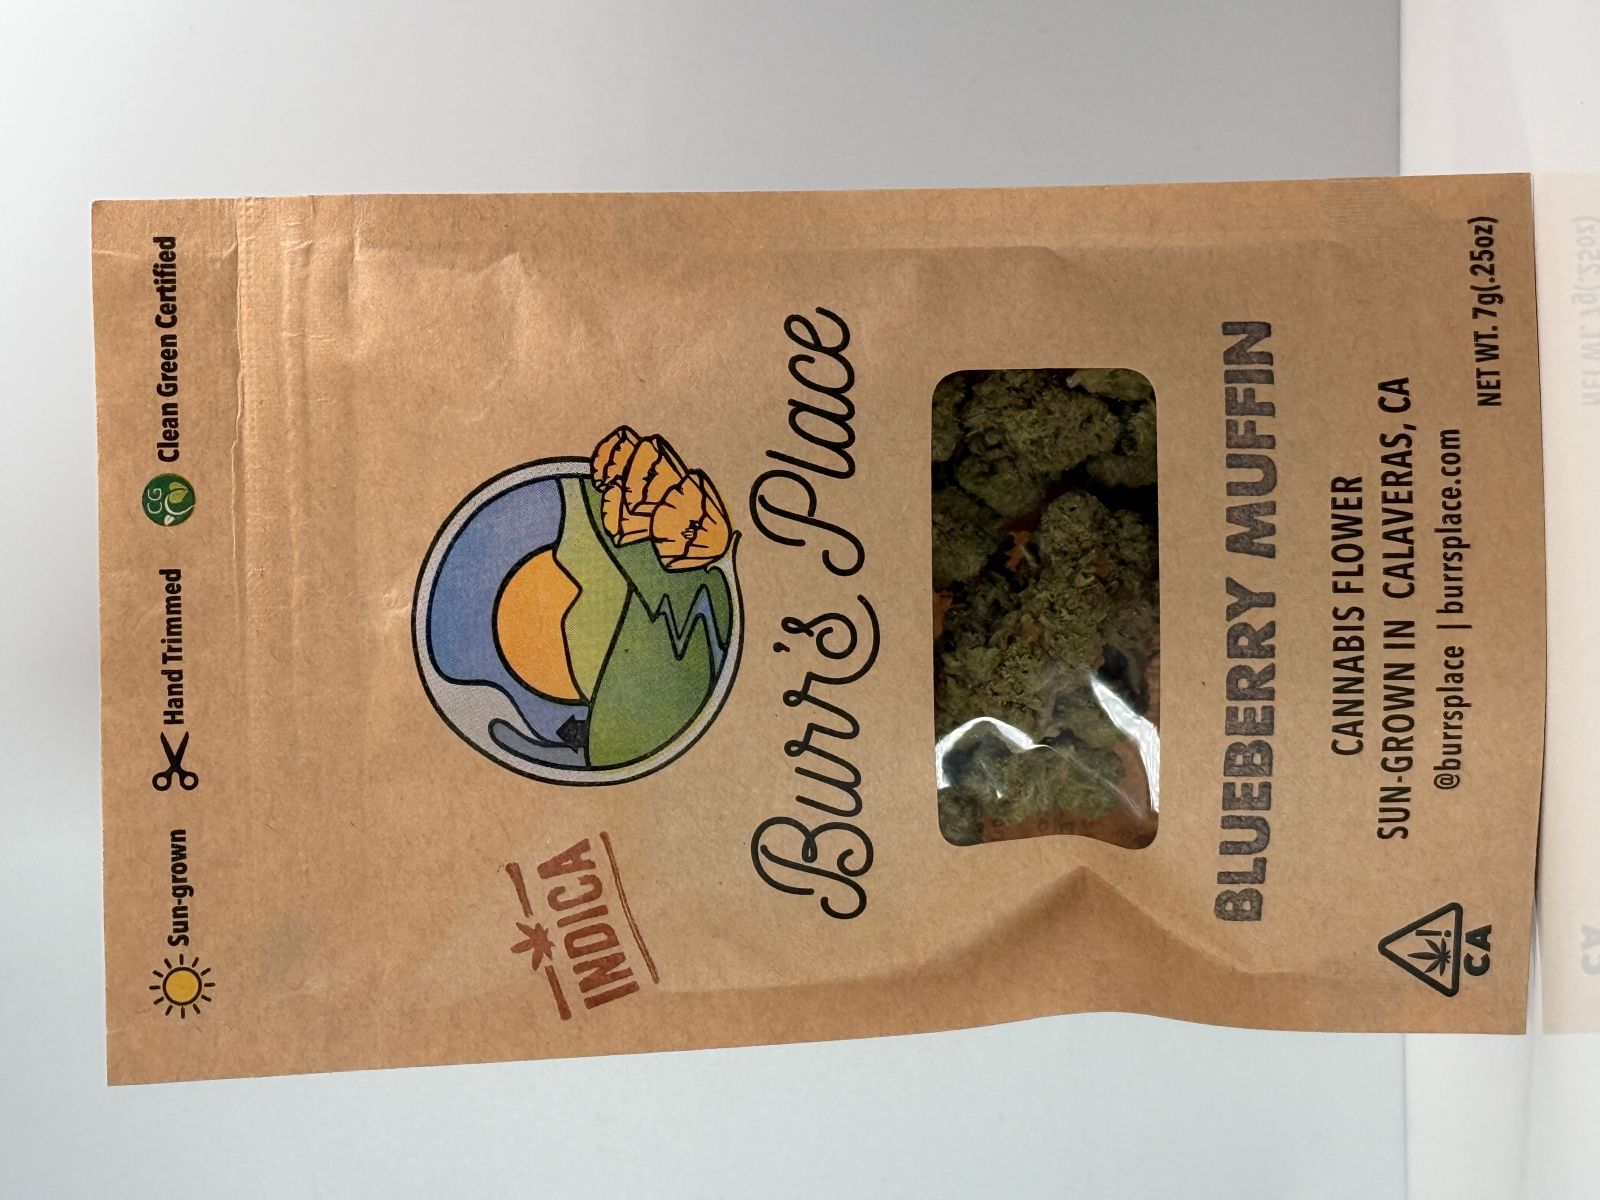 Sun-grown
Hand Trimmed
CG
Clean Green Certified
INDICA
Burr's Place
BLUEBERRY MUFFIN
CANNABIS FLOWER
SUN-GROWN IN CALAVERAS, CA
@burrsplace | burrsplace.com
!
CA
NET WT. 7g(.25oz)